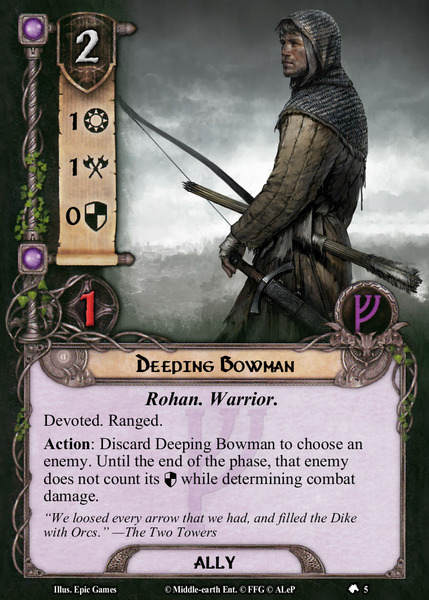 2
1
1
0
1
Deeping Bowman
Rohan. Warrior.
Devoted. Ranged.
Action: Discard Deeping Bowman to choose an
enemy. Until the end of the phase, that enemy
does not count its while determining combat
damage.
“We loosed every arrow that we had, and filled the Dike
with Orcs.” —The Two Towers
Ally
Illus. Epic Games
© Middle-earth Ent. © FFG © ALeP
5